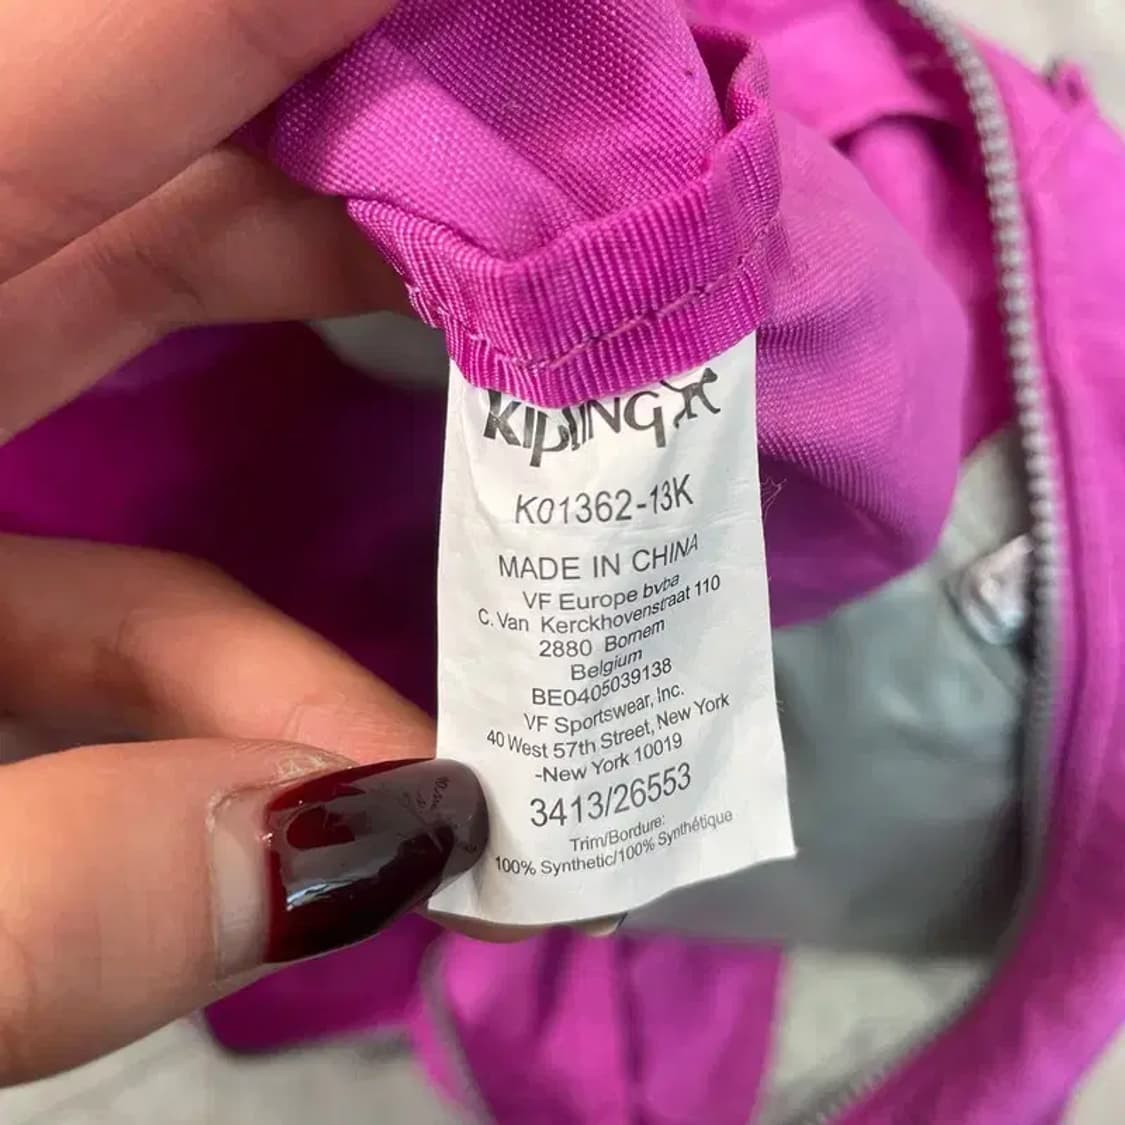 KIPLING
K01362-13K
MADE IN CHINA
VF Europe bvba
C. Van Kerckhovenstraat 110
2880 Bornem
Belgium
BE0405039138
VF Sportswear, Inc.
40 West 57th Street, New York
-New York 10019
3413/26553
Trim/Bordure:
100% Synthetic/100% Synthétique